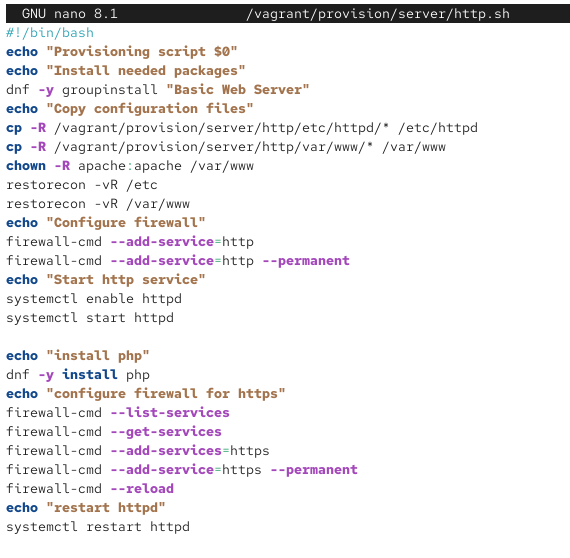 GNU nano 8.1 /vagrant/provision/server/http.sh
#!/bin/bash
echo "Provisioning script $0"
echo "Install needed packages"
dnf -y groupinstall "Basic Web Server"
echo "Copy configuration files"
cp -R /vagrant/provision/server/http/etc/httpd/* /etc/httpd
cp -R /vagrant/provision/server/http/var/www/* /var/www
chown -R apache:apache /var/www
restorecon -vR /etc
restorecon -vR /var/www
echo "Configure firewall"
firewall-cmd --add-service=http
firewall-cmd --add-service=http --permanent
echo "Start http service"
systemctl enable httpd
systemctl start httpd
echo "install php"
dnf -y install php
echo "configure firewall for https"
firewall-cmd --list-services
firewall-cmd --get-services
firewall-cmd --add-services=https
firewall-cmd --add-service=https --permanent
firewall-cmd --reload
echo "restart httpd"
systemctl restart httpd